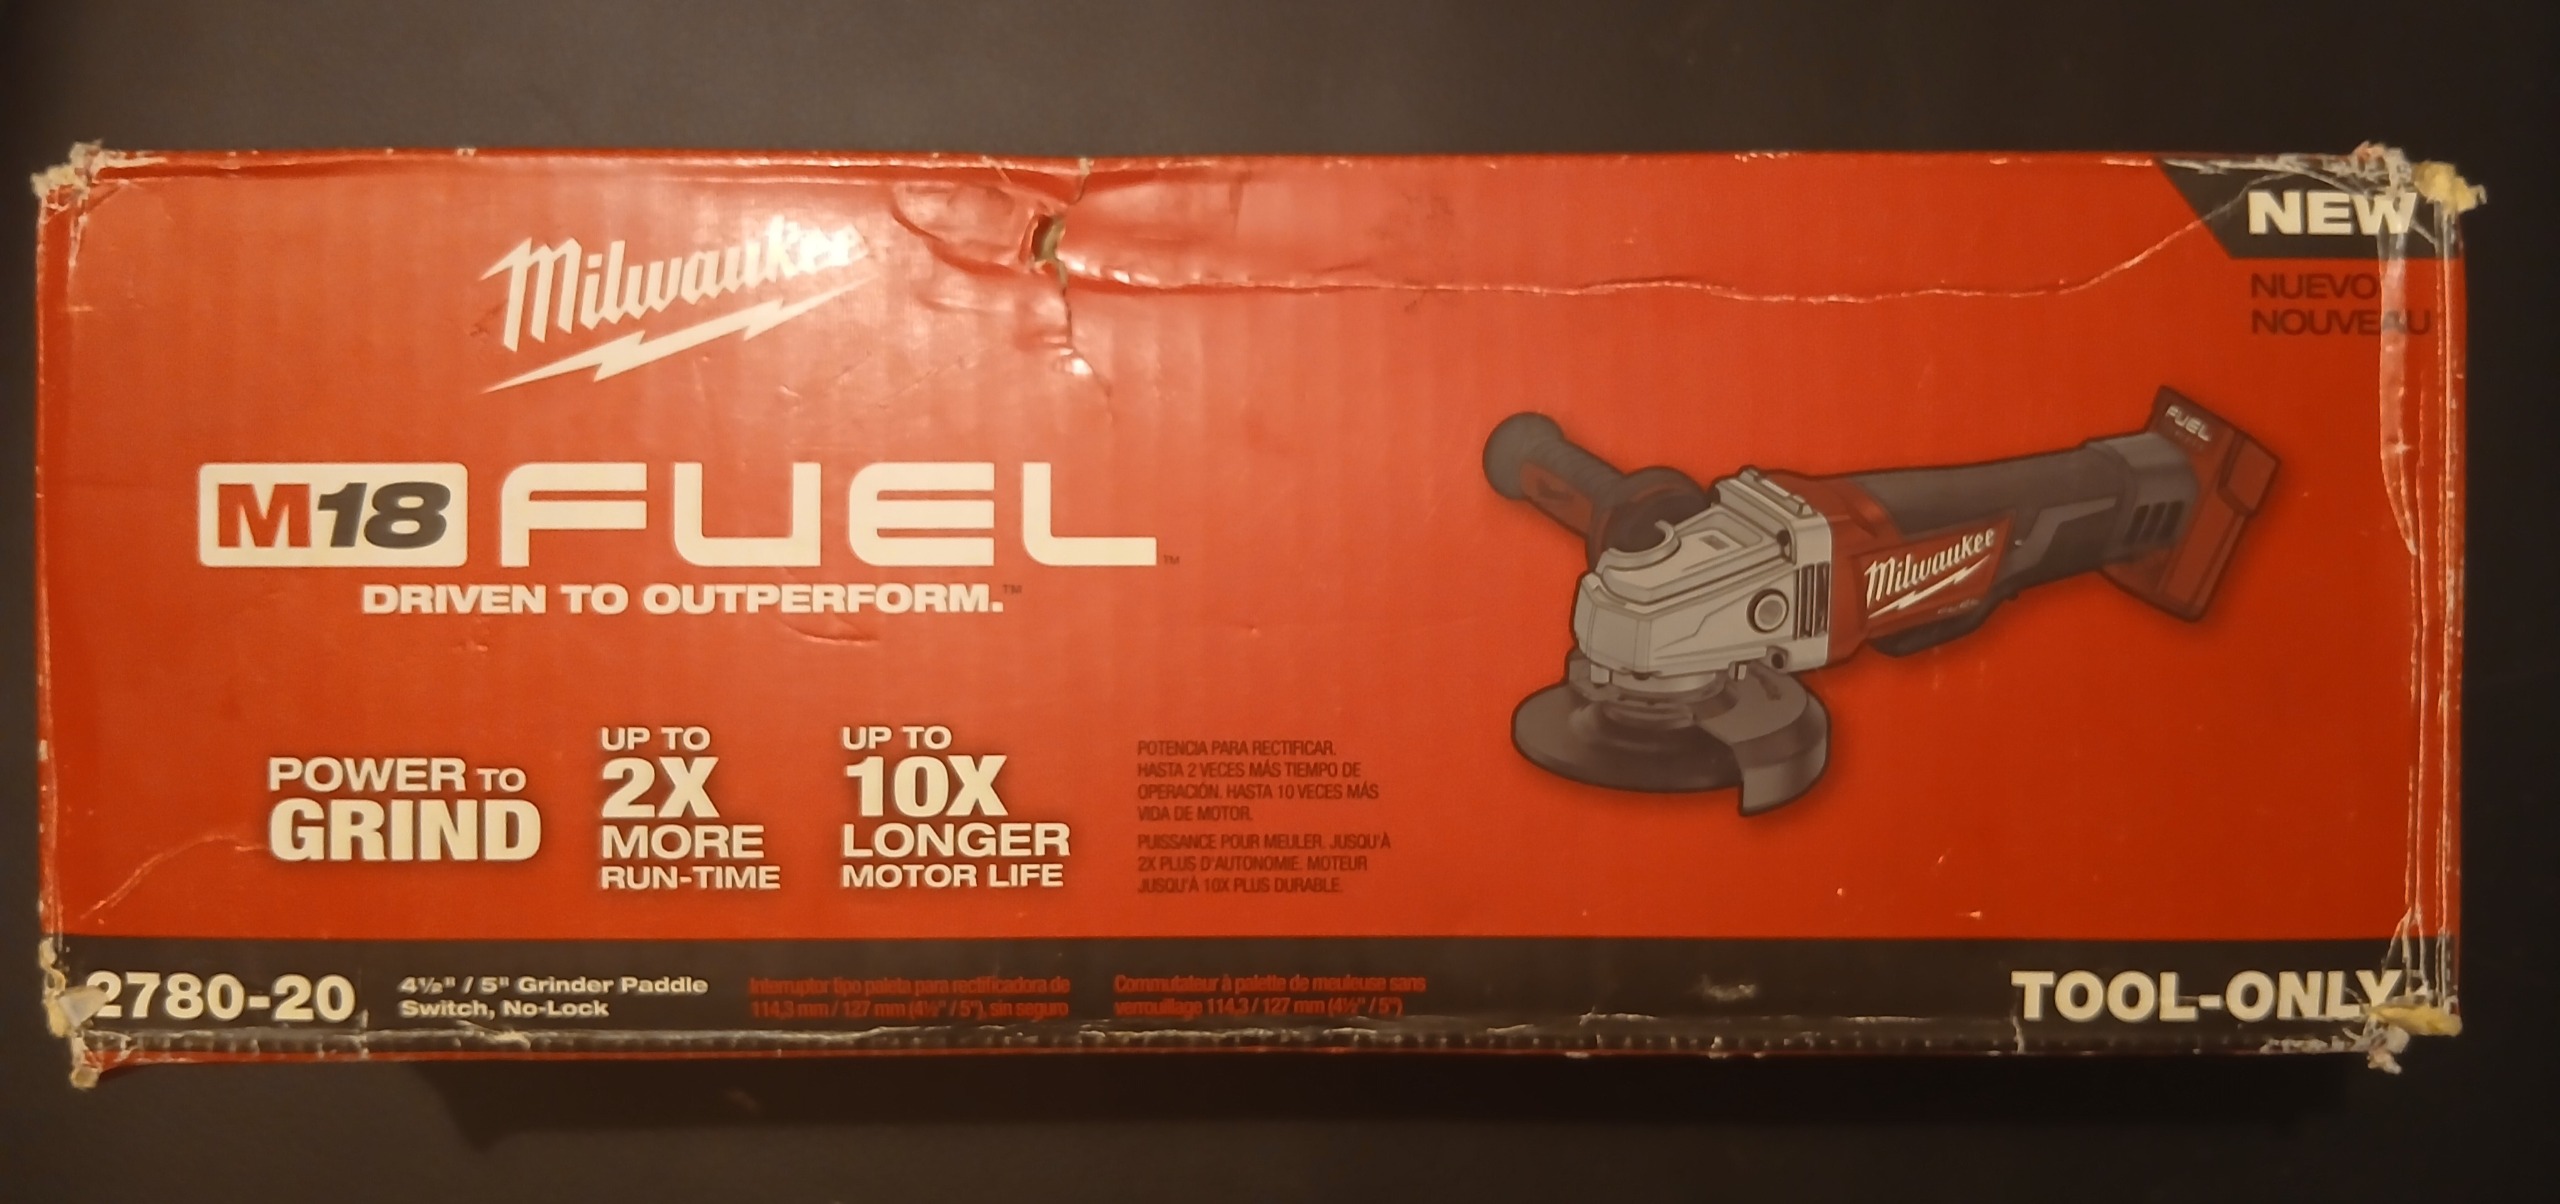 Milwaukee
NEW
NUEVO
NOUVEAU
M18 FUEL™
DRIVEN TO OUTPERFORM.™
FUEL
Milwaukee
POWER TO
GRIND
UP TO
2X
MORE
RUN-TIME
UP TO
10X
LONGER
MOTOR LIFE
POTENCIA PARA RECTIFICAR.
HASTA 2 VECES MÁS TIEMPO DE
OPERACIÓN. HASTA 10 VECES MÁS
VIDA DE MOTOR.
PUISSANCE POUR MEULER. JUSQU'À
2X PLUS D'AUTONOMIE. MOTEUR
JUSQU'À 10X PLUS DURABLE.
2780-20
4½" / 5" Grinder Paddle
Switch, No-Lock
Interruptor tipo paleta para rectificadora de
114,3 mm / 127 mm (4½" / 5"), sin seguro
Commutateur à palette de meuleuse sans
verrouillage 114,3 / 127 mm (4½" / 5")
TOOL-ONLY